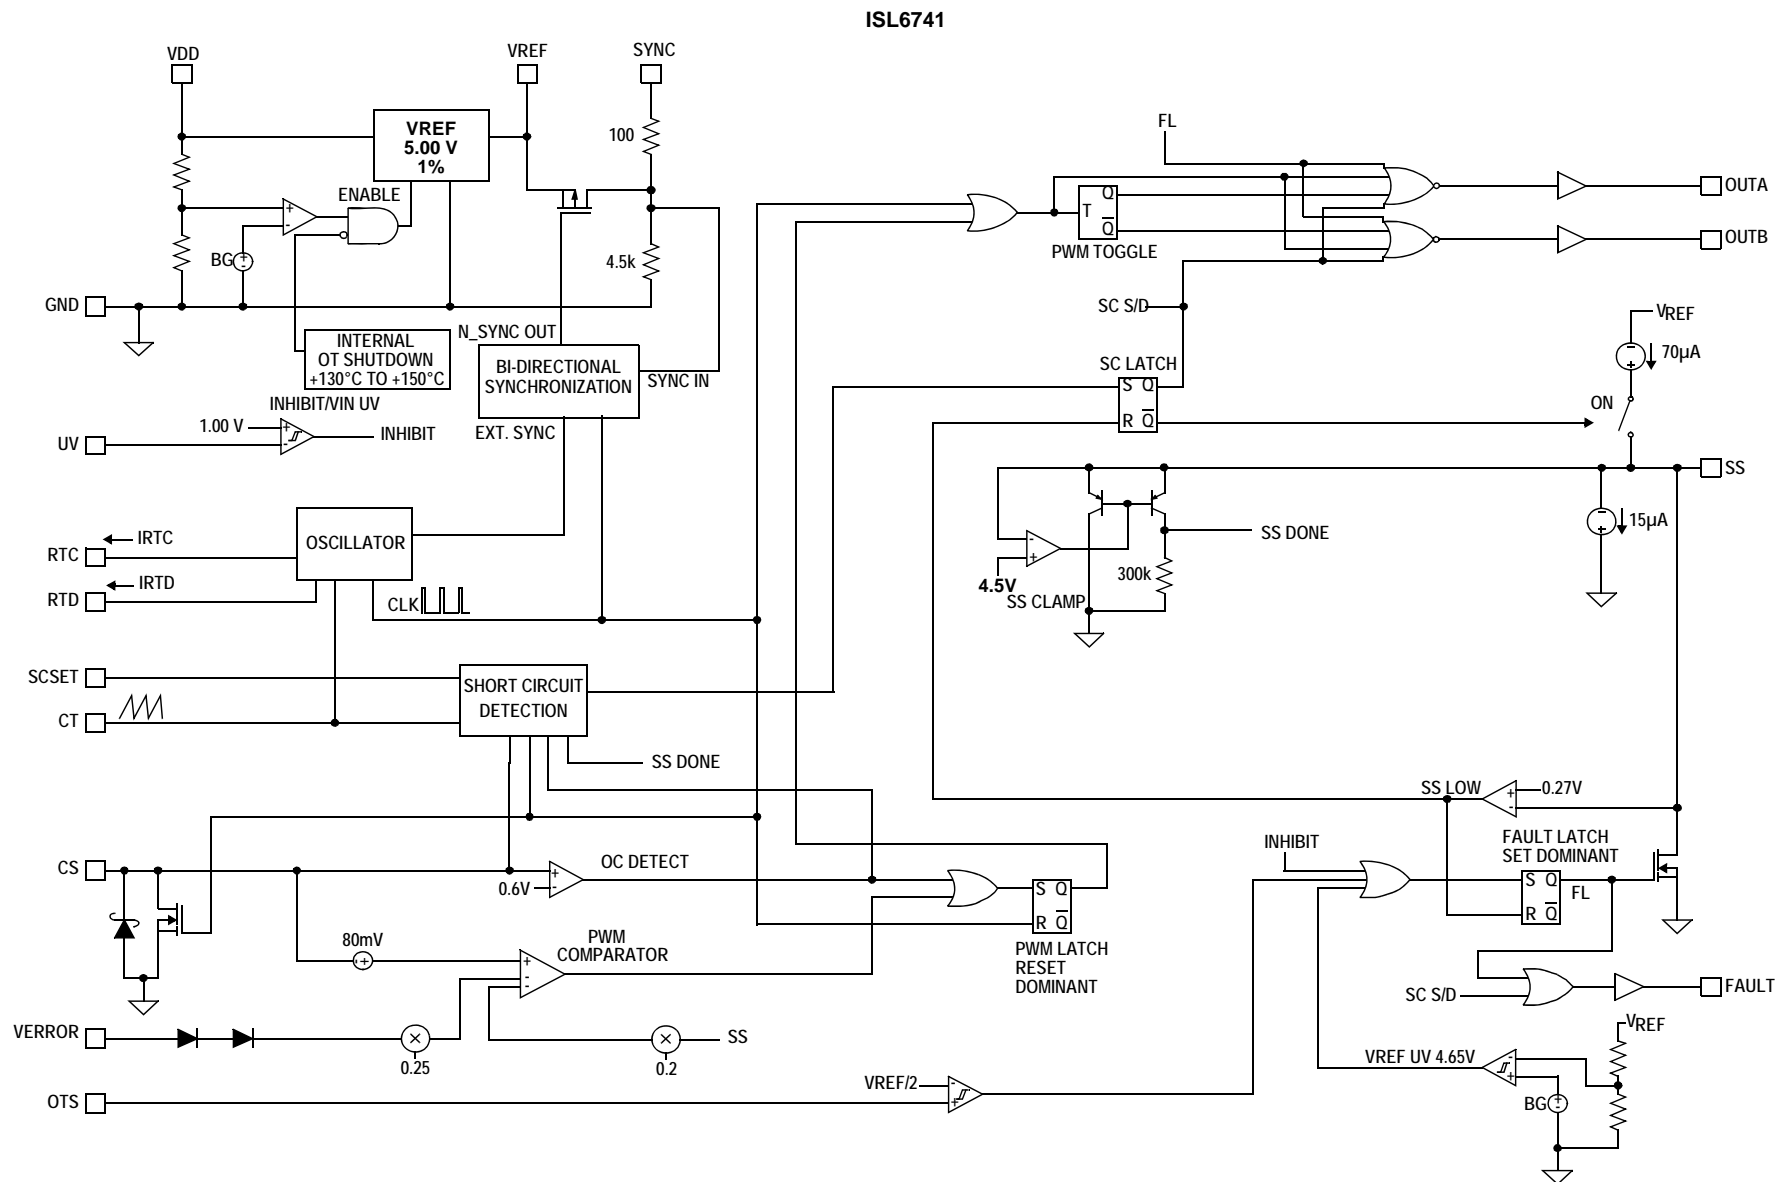 ISL6741
VDD
VREF
SYNC
VREF
5.00 V
1%
100
FL
ENABLE
+
-
T
Q
Q
OUTA
BG
+
-
4.5k
PWM TOGGLE
OUTB
GND
INTERNAL
OT SHUTDOWN
+130°C TO +150°C
N_SYNC OUT
BI-DIRECTIONAL
SYNCHRONIZATION
SYNC IN
EXT. SYNC
SC S/D
SC LATCH
S Q
R Q
VREF
70µA
ON
INHIBIT/VIN UV
1.00 V
+
-
INHIBIT
UV
SS
15µA
-
+
4.5V
SS CLAMP
300k
SS DONE
OSCILLATOR
IRTC
RTC
IRTD
RTD
CLK
SCSET
SHORT CIRCUIT
DETECTION
CT
SS DONE
SS LOW
+
-
0.27V
CS
OC DETECT
+
-
0.6V
S Q
R Q
PWM LATCH
RESET
DOMINANT
INHIBIT
FAULT LATCH
SET DOMINANT
S Q
R Q
FL
80mV
PWM
COMPARATOR
+
-
-
SC S/D
FAULT
VERROR
×
0.25
×
0.2
SS
VREF/2
-
+
OTS
VREF UV 4.65V
-
+
VREF
BG
+
-